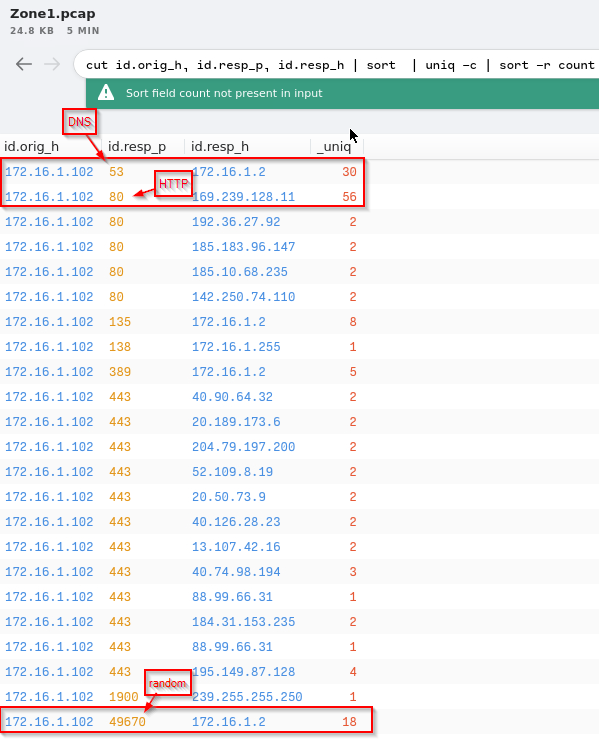 Zone1.pcap
24.8 KB 5 MIN
cut id.orig_h, id.resp_p, id.resp_h | sort | uniq -c | sort -r count
Sort field count not present in input
DNS
id.orig_h id.resp_p id.resp_h _uniq
172.16.1.102 53 172.16.1.2 30
HTTP
172.16.1.102 80 169.239.128.11 56
172.16.1.102 80 192.36.27.92 2
172.16.1.102 80 185.183.96.147 2
172.16.1.102 80 185.10.68.235 2
172.16.1.102 80 142.250.74.110 2
172.16.1.102 135 172.16.1.2 8
172.16.1.102 138 172.16.1.255 1
172.16.1.102 389 172.16.1.2 5
172.16.1.102 443 40.90.64.32 2
172.16.1.102 443 20.189.173.6 2
172.16.1.102 443 204.79.197.200 2
172.16.1.102 443 52.109.8.19 2
172.16.1.102 443 20.50.73.9 2
172.16.1.102 443 40.126.28.23 2
172.16.1.102 443 13.107.42.16 2
172.16.1.102 443 40.74.98.194 3
172.16.1.102 443 88.99.66.31 1
172.16.1.102 443 184.31.153.235 2
172.16.1.102 443 88.99.66.31 1
172.16.1.102 443 195.149.87.128 4
random
172.16.1.102 1900 239.255.255.250 1
172.16.1.102 49670 172.16.1.2 18